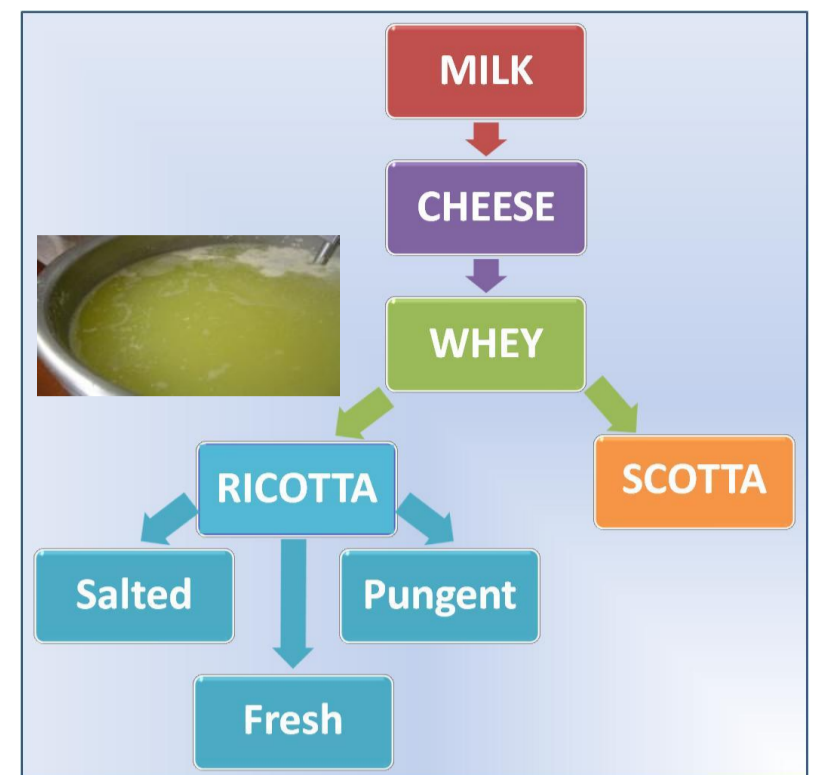 MILK
CHEESE
WHEY
RICOTTA
SCOTTA
Salted
Pungent
Fresh